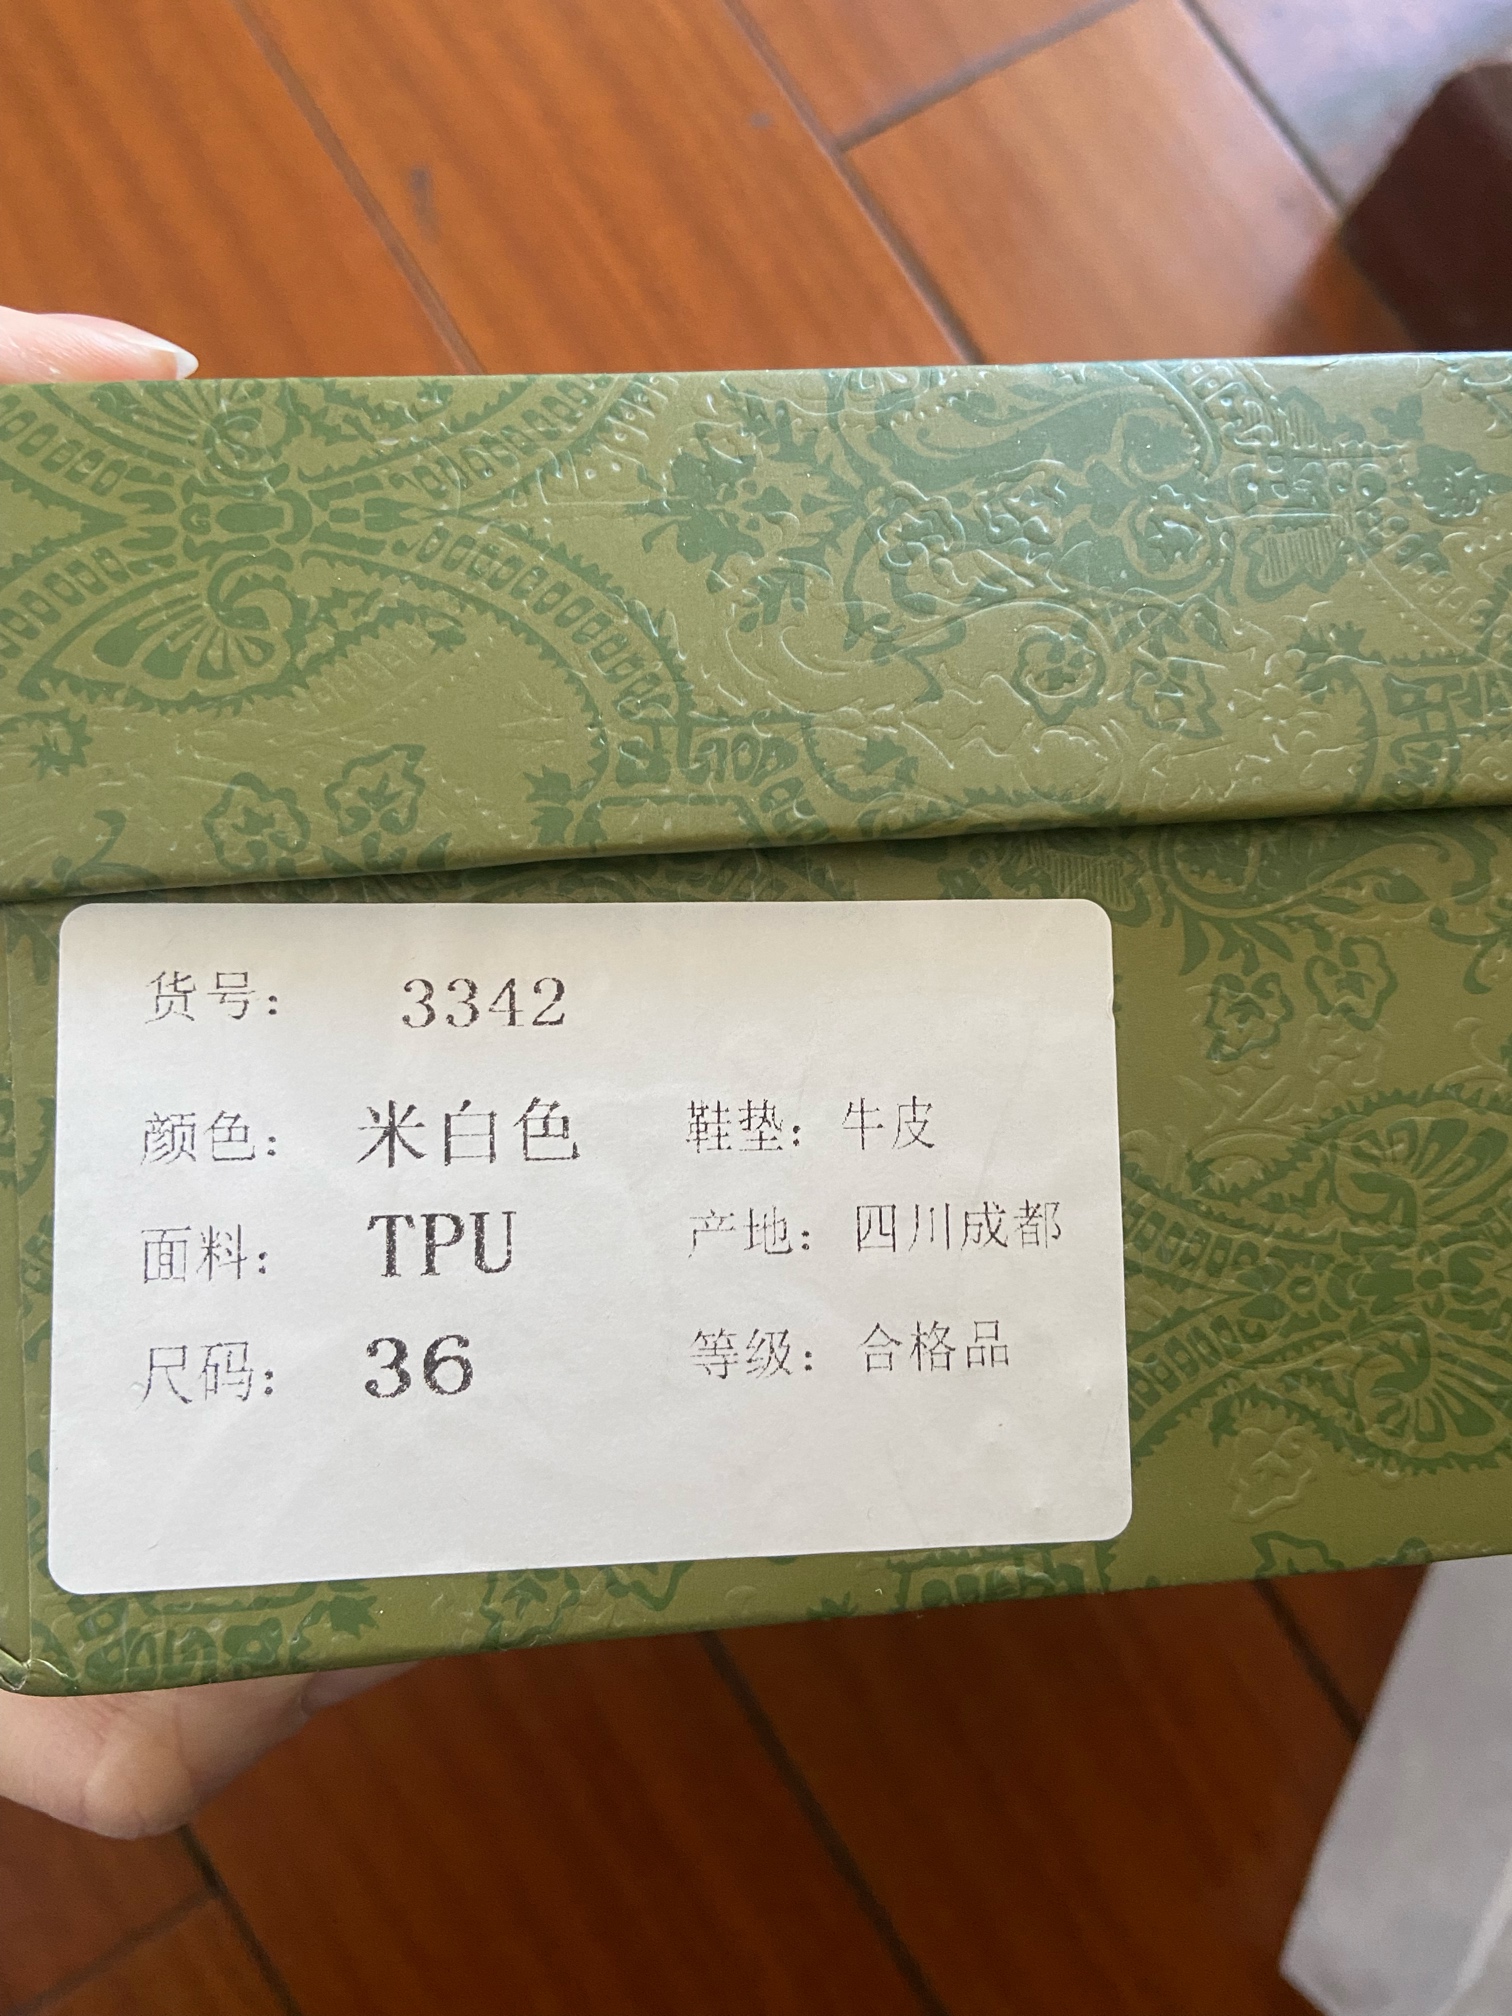 货号： 3342
颜色： 米白色 鞋垫： 牛皮
面料： TPU 产地： 四川成都
尺码： 36 等级： 合格品